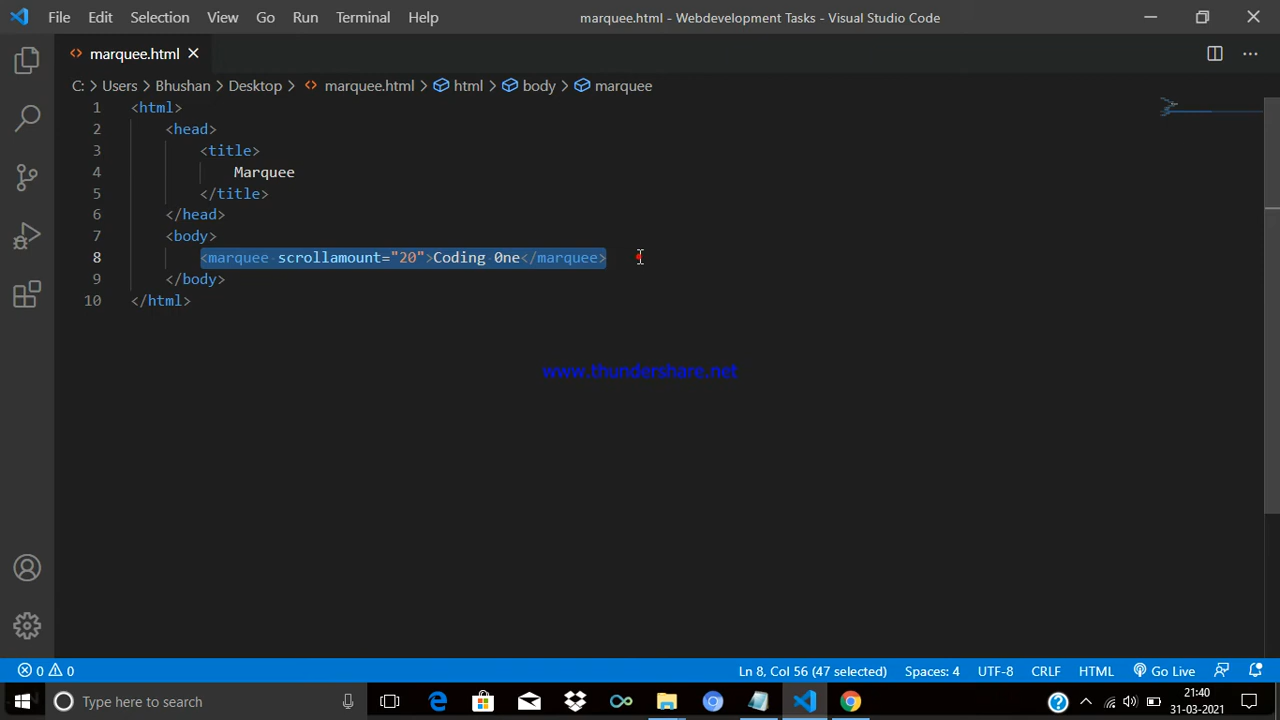 File Edit Selection View Go Run Terminal Help marquee.html - Webdevelopment Tasks - Visual Studio Code
marquee.html
C: > Users > Bhushan > Desktop > marquee.html > html > body > marquee
1 <html>
2 <head>
3 <title>
4 Marquee
5 </title>
6 </head>
7 <body>
8 <marquee scrollamount="20">Coding 0ne</marquee>
9 </body>
10 </html>
www.thundershare.net
0 0 Ln 8, Col 56 (47 selected) Spaces: 4 UTF-8 CRLF HTML Go Live
Type here to search
21:40
31-03-2021